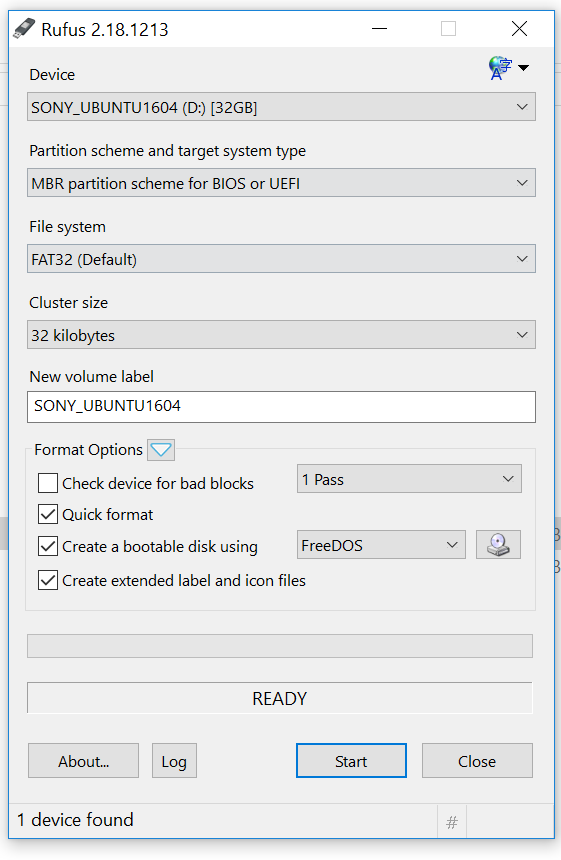 Rufus 2.18.1213
Device
SONY_UBUNTU1604 (D:) [32GB]
Partition scheme and target system type
MBR partition scheme for BIOS or UEFI
File system
FAT32 (Default)
Cluster size
32 kilobytes
New volume label
SONY_UBUNTU1604
Format Options
Check device for bad blocks 1 Pass
Quick format
Create a bootable disk using FreeDOS
Create extended label and icon files
READY
About... Log Start Close
1 device found #